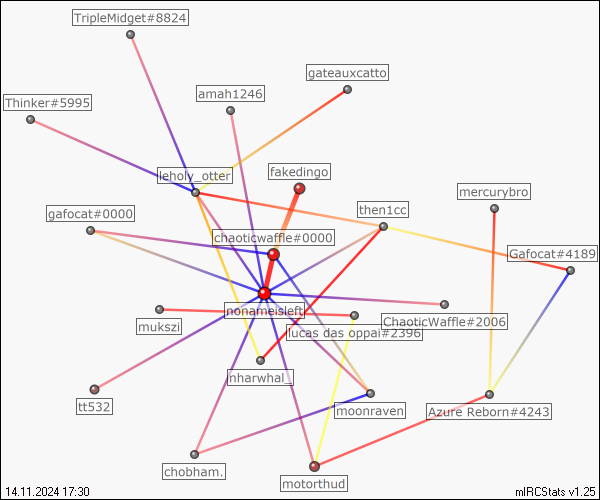 TripleMidget#8824
gateauxcatto
amah1246
Thinker#5995
fakedingo
leholy_otter
mercurybro
then1cc
gafocat#0000
chaoticwaffle#0000
Gafocat#4189
nonameisleft
ChaoticWaffle#2006
mukszi
lucas das oppai#2396
nharwhal_
tt532
moonraven
Azure Reborn#4243
chobham.
motorthud
14.11.2024 17:30
mIRCStats v1.25